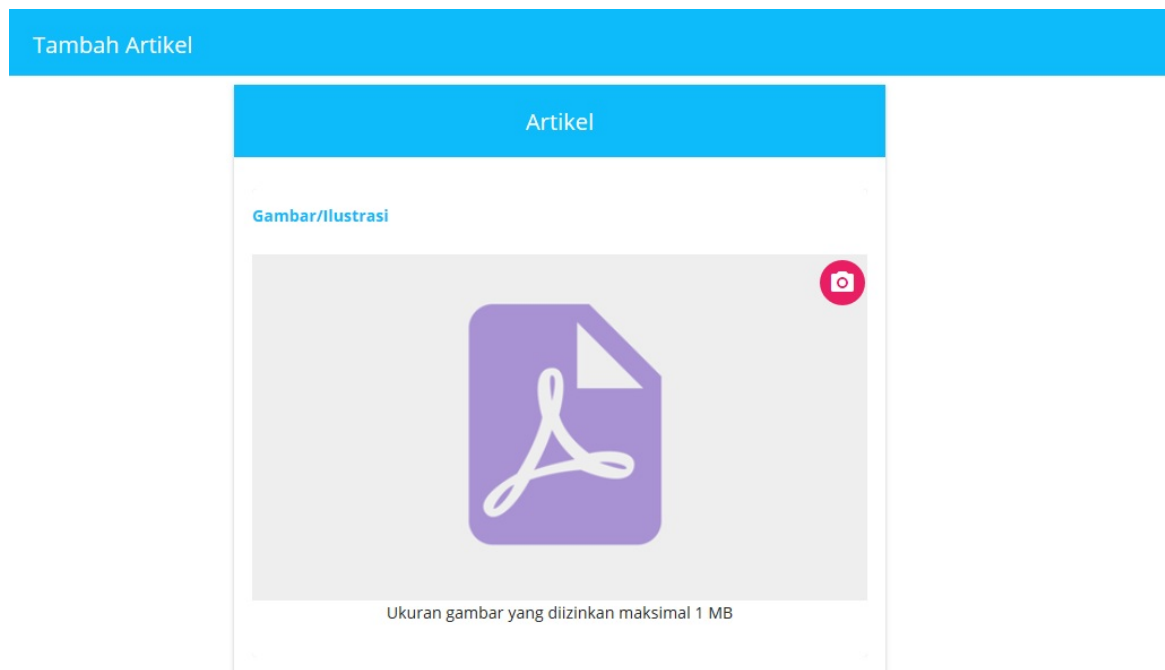 Tambah Artikel
Artikel
Gambar/Ilustrasi
Ukuran gambar yang diizinkan maksimal 1 MB